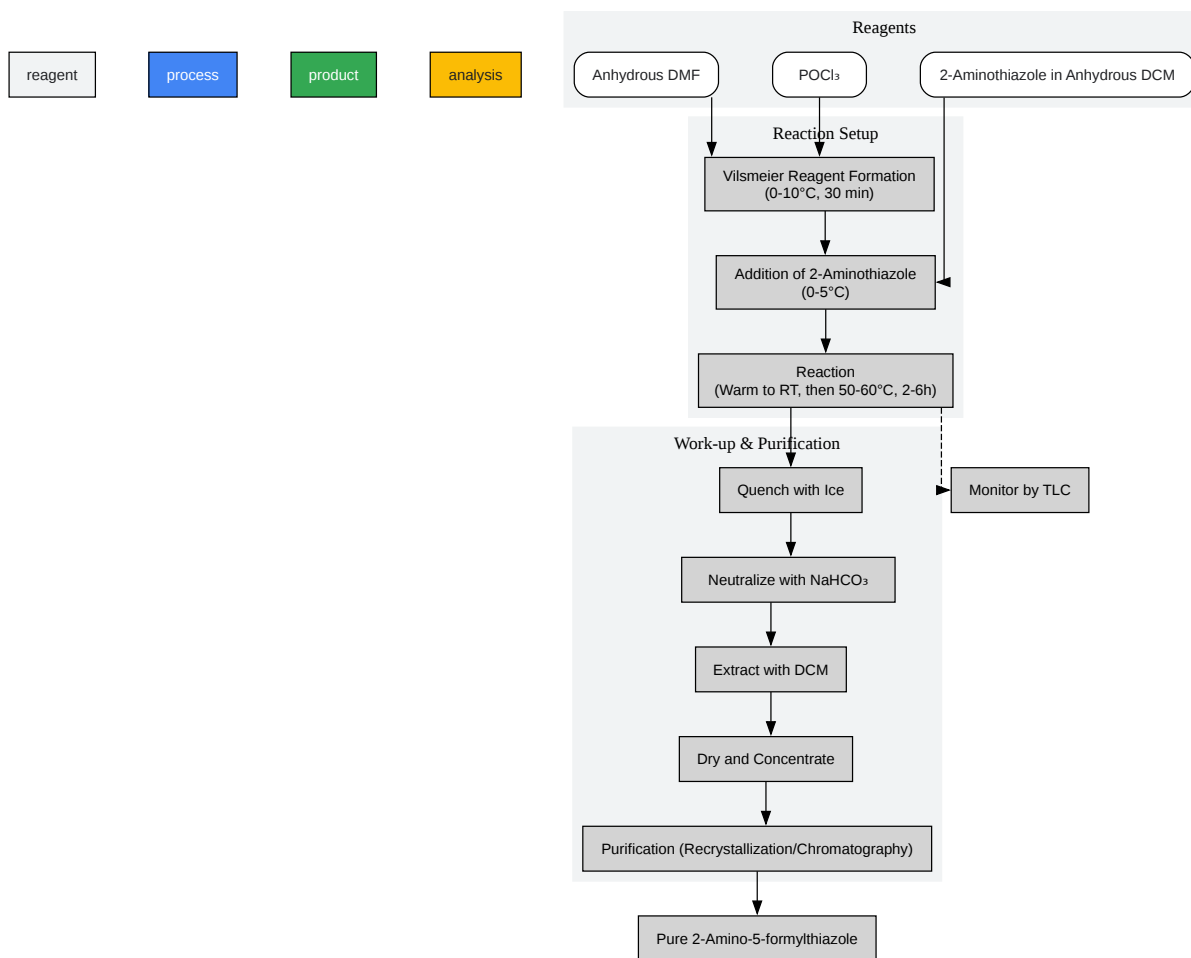 reagent
process
product
analysis
Reagents
Anhydrous DMF
POCl₃
2-Aminothiazole in Anhydrous DCM
Reaction Setup
Vilsmeier Reagent Formation
(0-10°C, 30 min)
Addition of 2-Aminothiazole
(0-5°C)
Reaction
(Warm to RT, then 50-60°C, 2-6h)
Work-up & Purification
Quench with Ice
Monitor by TLC
Neutralize with NaHCO₃
Extract with DCM
Dry and Concentrate
Purification (Recrystallization/Chromatography)
Pure 2-Amino-5-formylthiazole